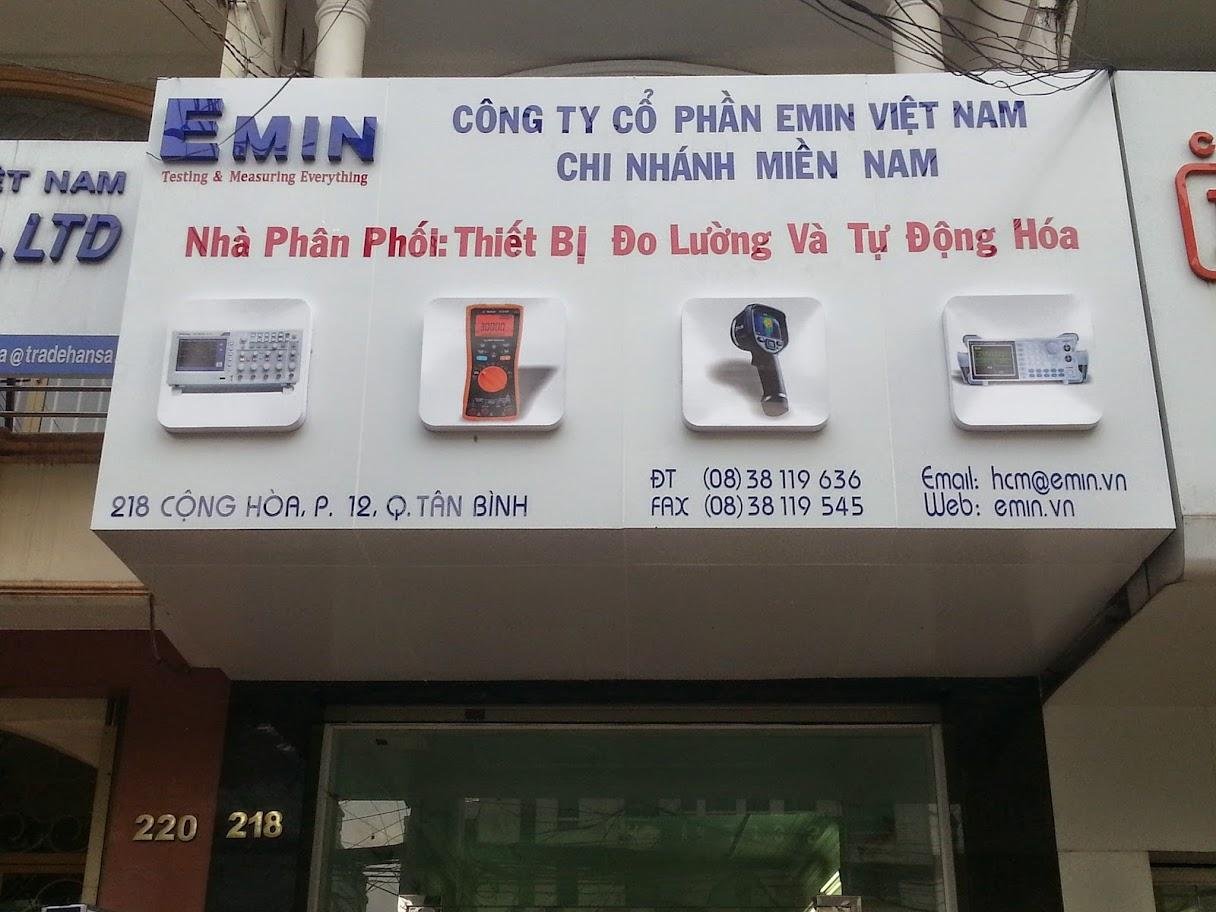 EMIN
Testing & Measuring Everything
CÔNG TY CỔ PHẦN EMIN VIỆT NAM
CHI NHÁNH MIỀN NAM
Nhà Phân Phối: Thiết Bị Đo Lường Và Tự Động Hóa
218 CỘNG HÒA, P. 12, Q. TÂN BÌNH
ĐT (08) 38 119 636
FAX (08) 38 119 545
Email: hcm@emin.vn
Web: emin.vn
NAM
LTD
@tradehansa
220
218